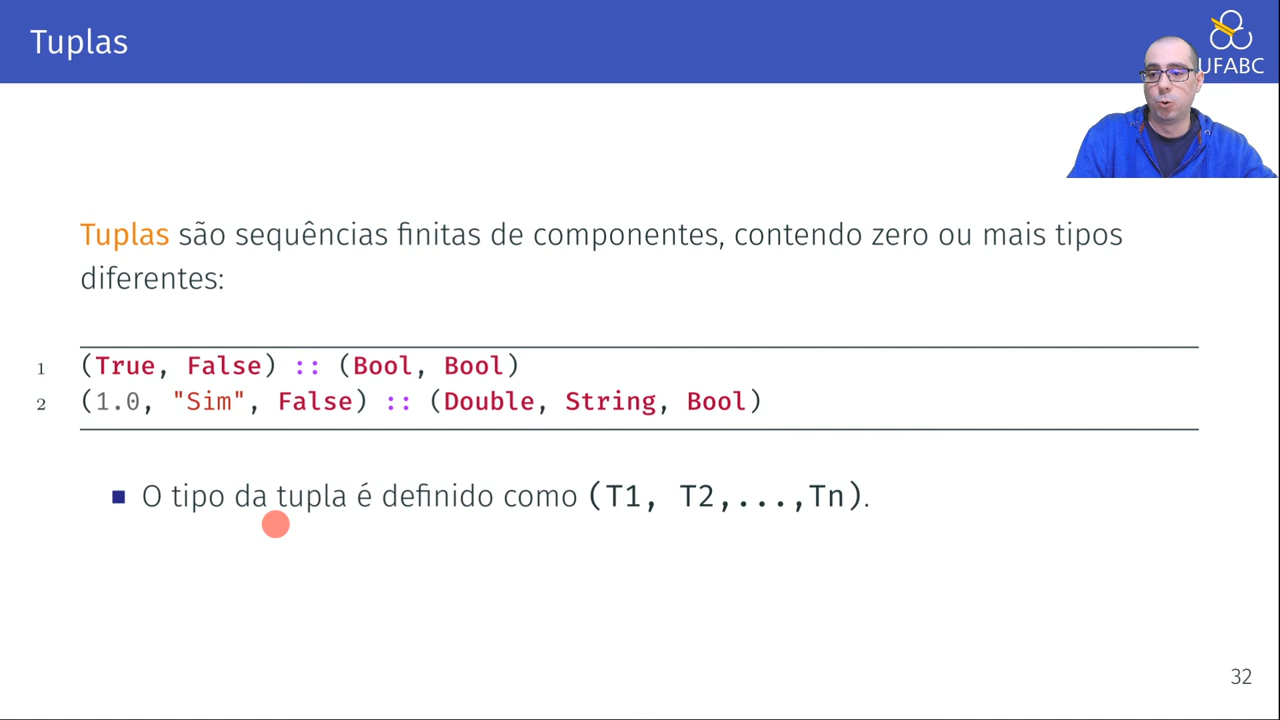 Tuplas
UFABC
Tuplas são sequências finitas de componentes, contendo zero ou mais tipos
diferentes:
1 (True, False) :: (Bool, Bool)
2 (1.0, "Sim", False) :: (Double, String, Bool)
■ O tipo da tupla é definido como (T1, T2,...,Tn).
32